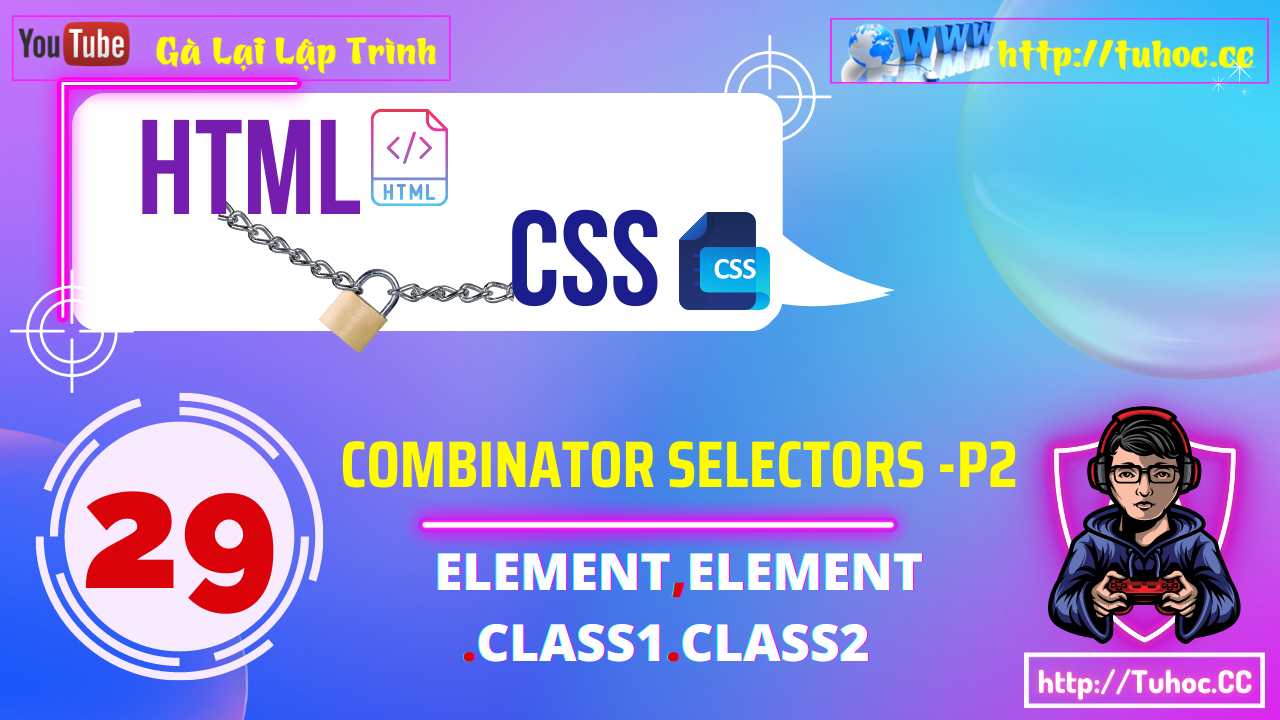 YouTube Gà Lại Lập Trình
WWW http://tuhoc.cc
HTML
HTML
CSS
CSS
29
COMBINATOR SELECTORS -P2
ELEMENT,ELEMENT
.CLASS1.CLASS2
http://Tuhoc.CC